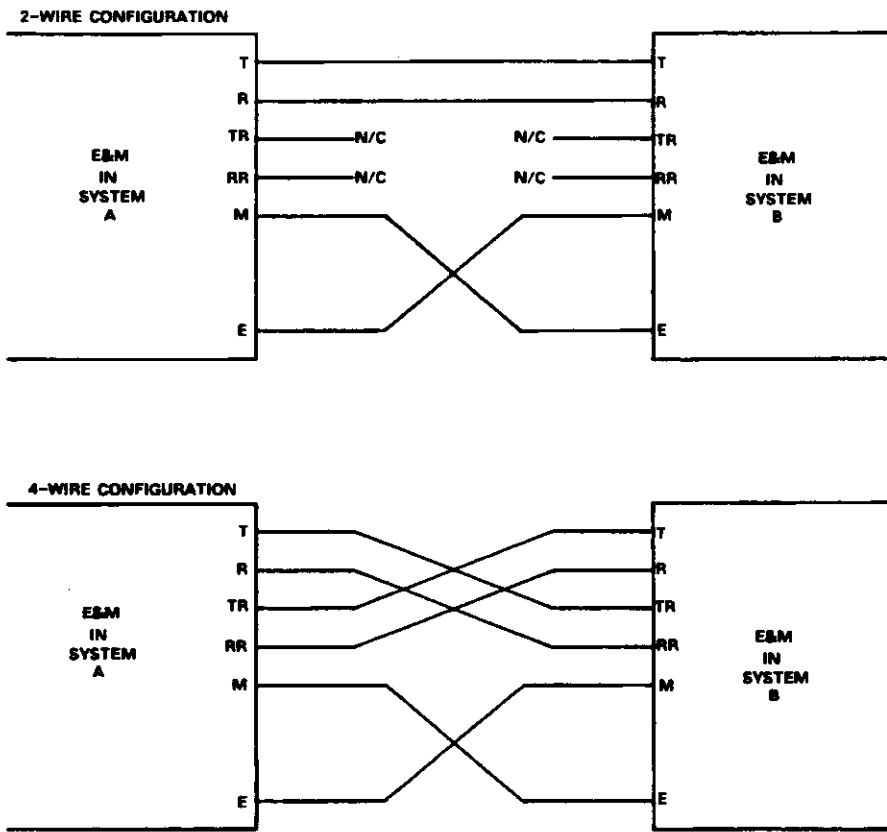 2-WIRE CONFIGURATION
T T
R R
TR N/C N/C TR
RR N/C N/C RR
E&M
IN
SYSTEM
A
E&M
IN
SYSTEM
B
M M
E E
4-WIRE CONFIGURATION
T T
R R
TR TR
RR RR
E&M
IN
SYSTEM
A
E&M
IN
SYSTEM
B
M M
E E